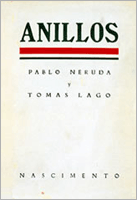 ANILLOS
PABLO NERUDA
Y
TOMAS LAGO
NASCIMENTO